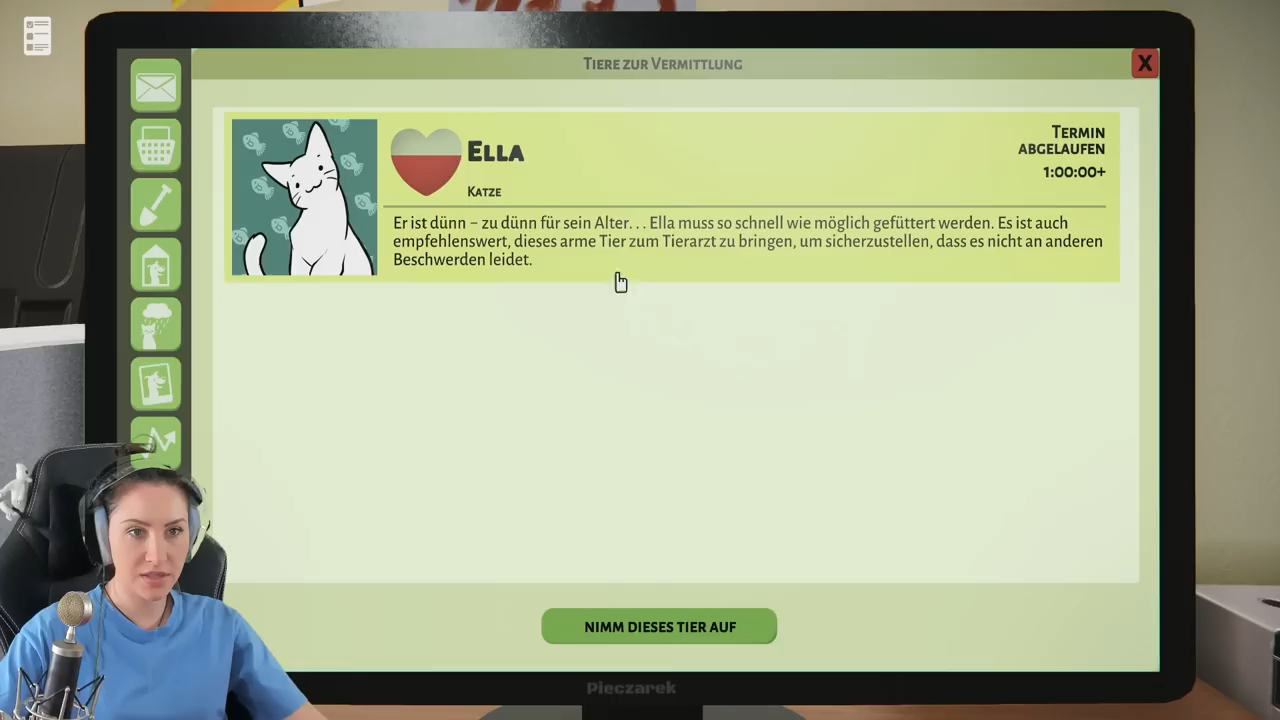 TIERE ZUR VERMITTLUNG
X
ELLA
TERMIN
ABGELAUFEN
1:00:00+
KATZE
Er ist dünn – zu dünn für sein Alter. . . Ella muss so schnell wie möglich gefüttert werden. Es ist auch
empfehlenswert, dieses arme Tier zum Tierarzt zu bringen, um sicherzustellen, dass es nicht an anderen
Beschwerden leidet.
NIMM DIESES TIER AUF
Pieczarek